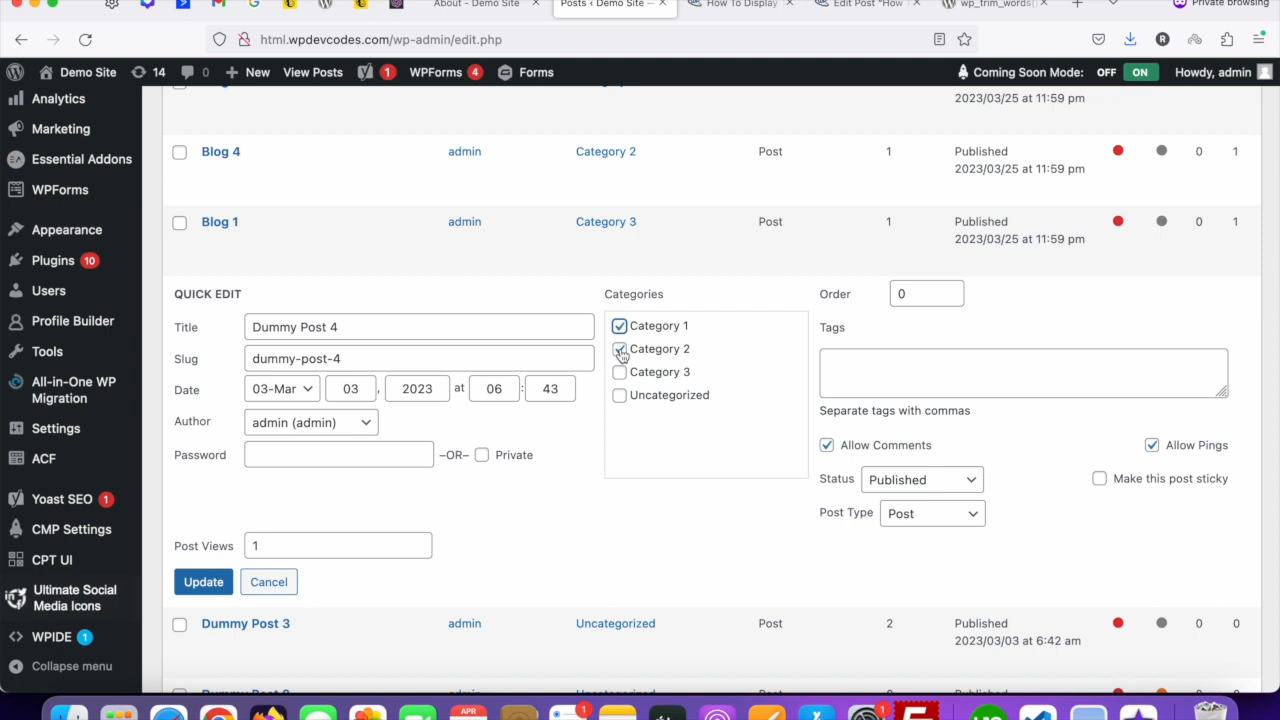 About - Demo Site
Posts ‹ Demo Site —
How To Display
Edit Post "How
wp_trim_words()
Private browsing
html.wpdevcodes.com/wp-admin/edit.php
Demo Site
14
0
New
View Posts
1
WPForms 4
Forms
Coming Soon Mode:
OFF
ON
Howdy, admin
Analytics
Marketing
Essential Addons
WPForms
Appearance
Plugins 10
Users
Profile Builder
Tools
All-in-One WP
Migration
Settings
ACF
Yoast SEO 1
CMP Settings
CPT UI
Ultimate Social
Media Icons
WPIDE 1
Collapse menu
2023/03/25 at 11:59 pm
Blog 4 admin Category 2 Post 1 Published 0 1
2023/03/25 at 11:59 pm
Blog 1 admin Category 3 Post 1 Published 0 1
2023/03/25 at 11:59 pm
QUICK EDIT
Title Dummy Post 4
Slug dummy-post-4
Date 03-Mar 03 2023 at 06 : 43
Author admin (admin)
Password –OR– Private
Categories
Category 1
Category 2
Category 3
Uncategorized
Order 0
Tags
Separate tags with commas
Allow Comments Allow Pings
Status Published Make this post sticky
Post Type Post
Post Views 1
Update Cancel
Dummy Post 3 admin Uncategorized Post 2 Published 0 0
2023/03/03 at 6:42 am
APR
1
1